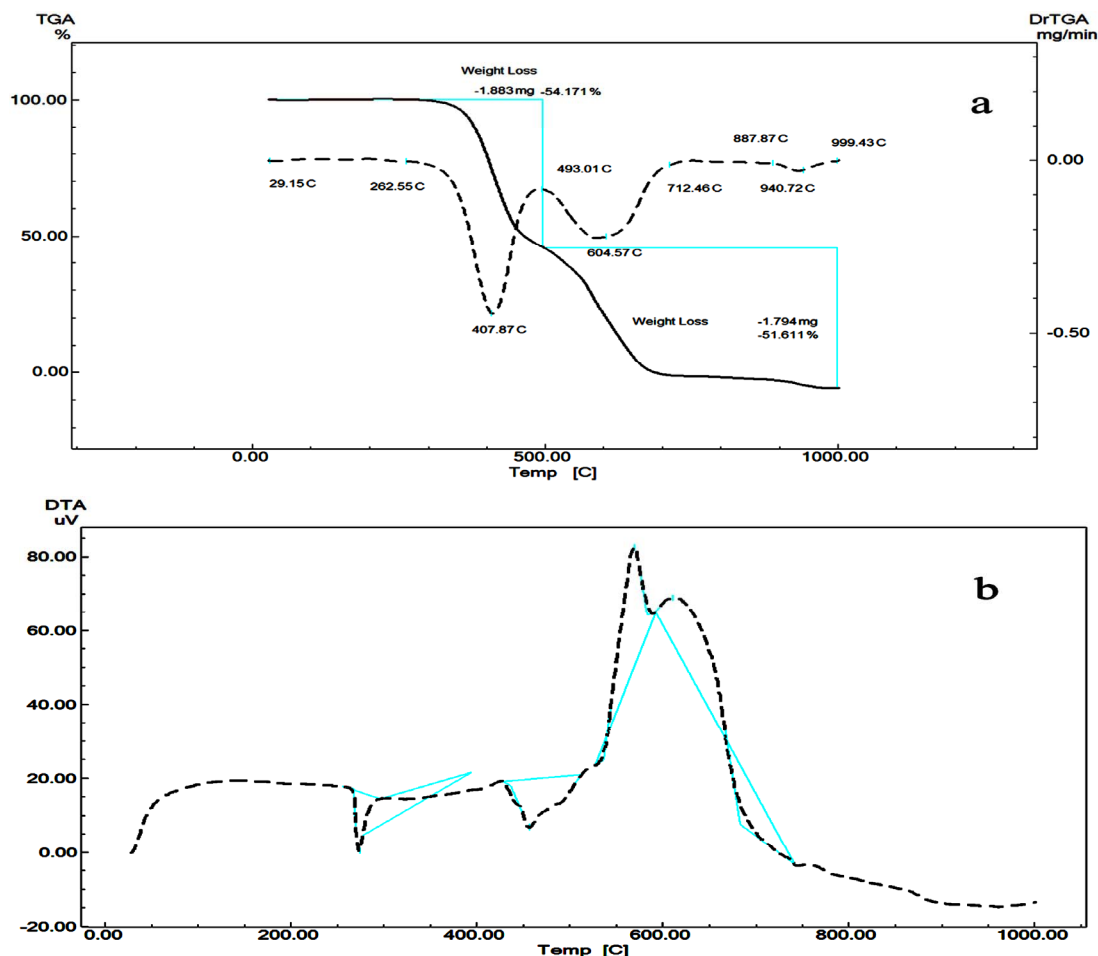 TGA
%
DrTGA
mg/min
Weight Loss
-1.883mg -54.171%
a
100.00
887.87C
999.43C
493.01C
0.00
29.15C
262.55C
712.46C
940.72C
50.00
604.57C
407.87C
Weight Loss
-1.794mg
-51.611%
-0.50
0.00
0.00
500.00
1000.00
Temp [C]
DTA
uV
80.00
b
60.00
40.00
20.00
0.00
-20.00
0.00
200.00
400.00
600.00
800.00
1000.00
Temp [C]